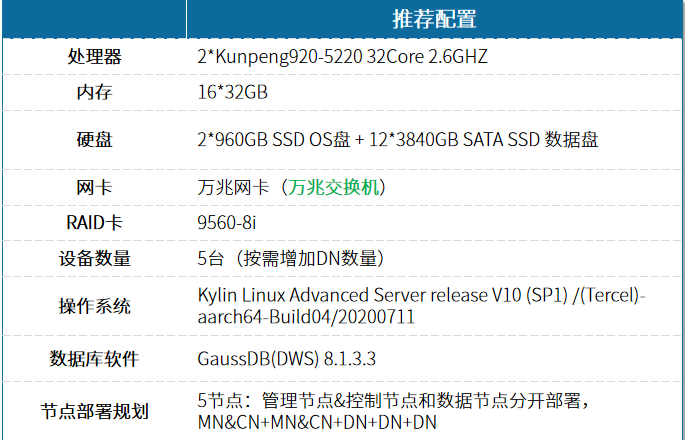 推荐配置
处理器 2*Kunpeng920-5220 32Core 2.6GHZ
内存 16*32GB
硬盘 2*960GB SSD OS盘 + 12*3840GB SATA SSD 数据盘
网卡 万兆网卡（万兆交换机）
RAID卡 9560-8i
设备数量 5台（按需增加DN数量）
操作系统 Kylin Linux Advanced Server release V10 (SP1) /(Tercel)-
aarch64-Build04/20200711
数据库软件 GaussDB(DWS) 8.1.3.3
节点部署规划 5节点：管理节点&控制节点和数据节点分开部署，
MN&CN+MN&CN+DN+DN+DN